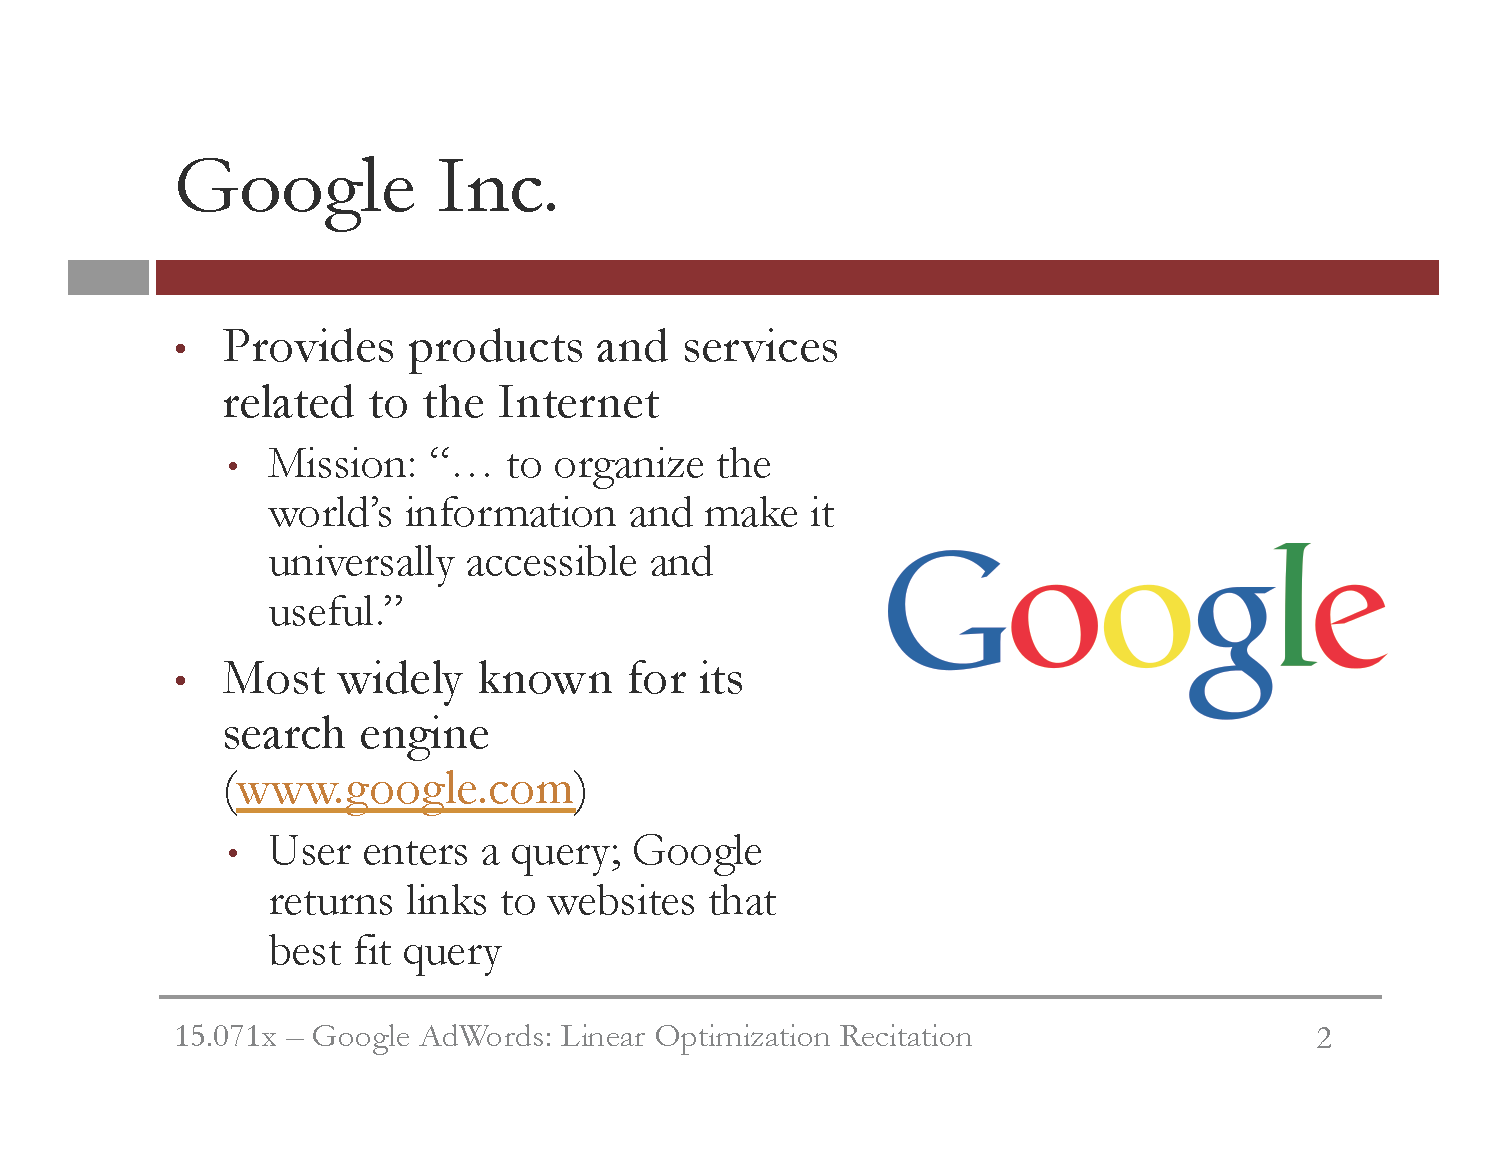 Google Inc.
• Provides products and services
related to the Internet
• Mission: “… to organize the
world’s information and make it
universally accessible and
useful.”
• Most widely known for its
search engine
(www.google.com)
• User enters a query; Google
returns links to websites that
best fit query
Google
15.071x – Google AdWords: Linear Optimization Recitation
2